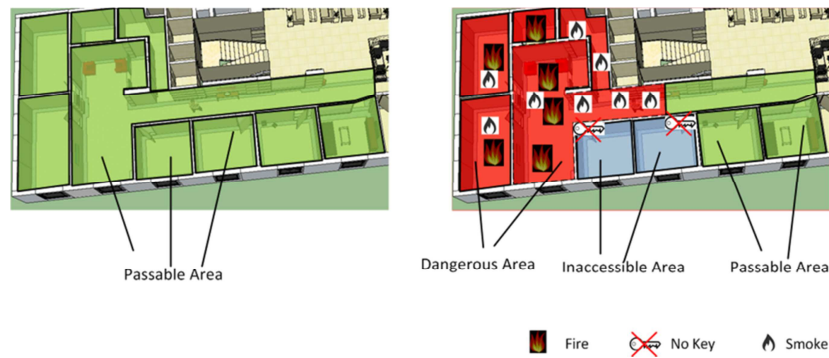 Passable Area
Dangerous Area
Inaccessible Area
Passable Area
Fire
No Key
Smoke